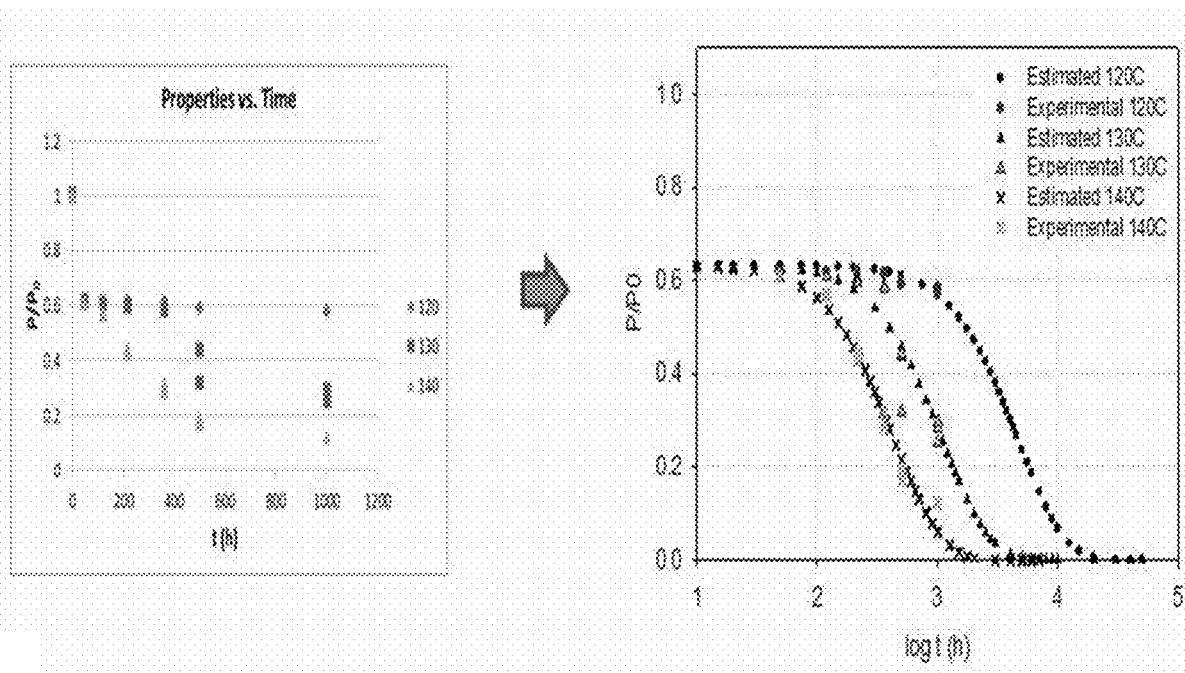 Properties vs. Time
1.2
1
0.8
0.6
0.4
0.2
0
P/P₀
0 200 400 600 800 1000 1200
t (h)
120
130
140
Estimated 120C
Experimental 120C
Estimated 130C
Experimental 130C
Estimated 140C
Experimental 140C
1.0
0.8
0.6
0.4
0.2
0.0
P/P0
1 2 3 4 5
log t (h)